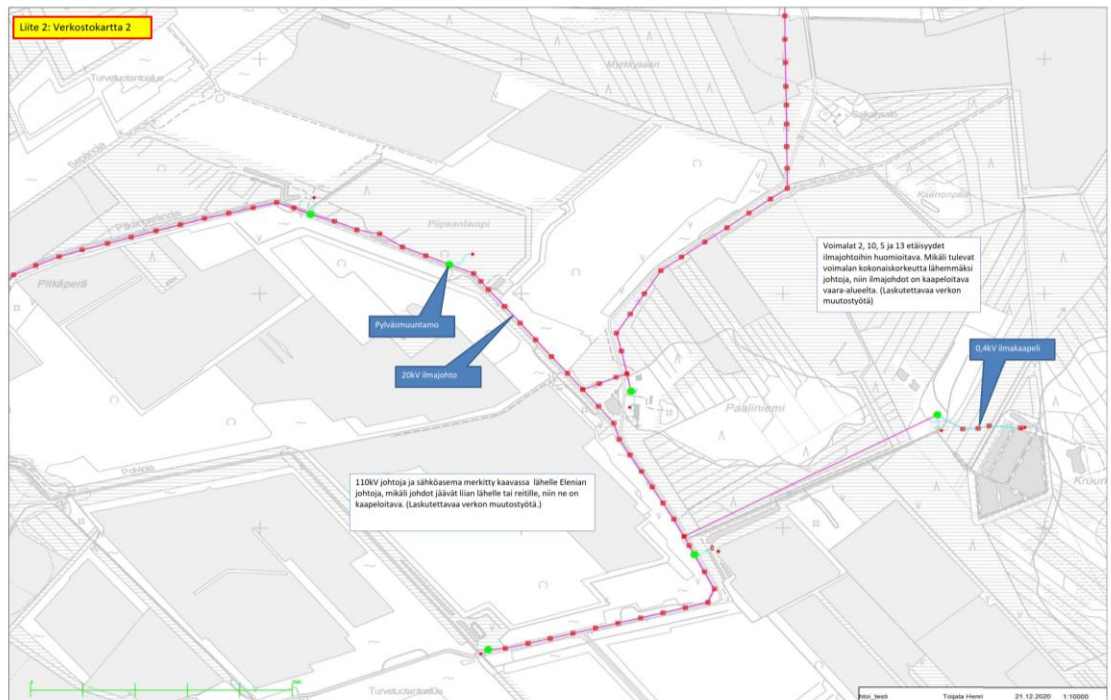 Liite 2: Verkostokartta 2
Turvetuotantoalue
Myrkysaari
Piipsanlampi
Pitkäperä
Voimalat 2, 10, 5 ja 13 etäisyydet
ilmajohtoihin huomioitava. Mikäli tulevat
voimalan kokonaiskorkeutta lähemmäksi
johtoja, niin ilmajohdot on kaapeloitava
vaara-alueelta. (Laskutettavaa verkon
muutostyötä)
Pylväsmuuntamo
20kV ilmajohto
0,4kV ilmakaapeli
Paaliniemi
110kV johtoja ja sähköasema merkitty kaavassa lähelle Elenian
johtoja, mikäli johdot jäävät liian lähelle tai reitille, niin ne on
kaapeloitava. (Laskutettavaa verkon muutostyötä.)
Turvetuotantoalue
Toijala Henri 21.12.2020 1:10000